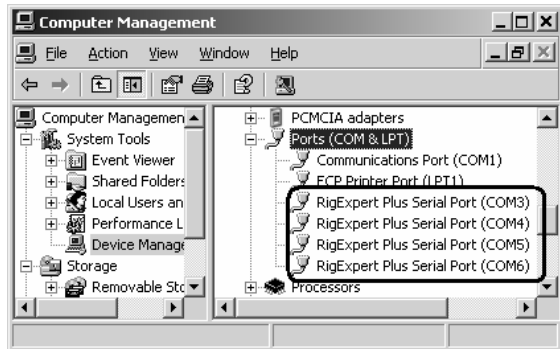 Computer Management
File Action View Window Help
Computer Managemen
System Tools
Event Viewer
Shared Folders
Local Users an
Performance L
Device Manage
Storage
Removable Sto
PCMCIA adapters
Ports (COM & LPT)
Communications Port (COM1)
ECP Printer Port (LPT1)
RigExpert Plus Serial Port (COM3)
RigExpert Plus Serial Port (COM4)
RigExpert Plus Serial Port (COM5)
RigExpert Plus Serial Port (COM6)
Processors